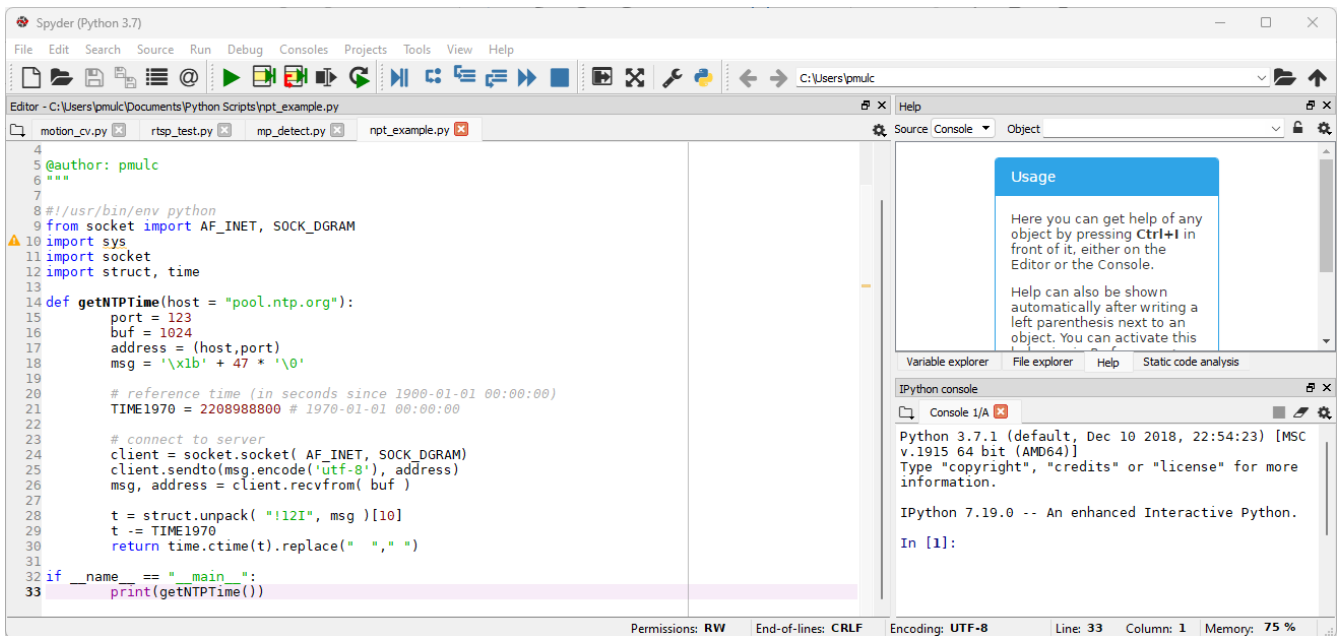 Spyder (Python 3.7)
File Edit Search Source Run Debug Consoles Projects Tools View Help
C:\Users\pmulc
Editor - C:\Users\pmulc\Documents\Python Scripts\npt_example.py
motion_cv.py rtsp_test.py mp_detect.py npt_example.py
4
5 @author: pmulc
6 """
7
8 #!/usr/bin/env python
9 from socket import AF_INET, SOCK_DGRAM
10 import sys
11 import socket
12 import struct, time
13
14 def getNTPTime(host = "pool.ntp.org"):
15 port = 123
16 buf = 1024
17 address = (host,port)
18 msg = '\x1b' + 47 * '\0'
19
20 # reference time (in seconds since 1900-01-01 00:00:00)
21 TIME1970 = 2208988800 # 1970-01-01 00:00:00
22
23 # connect to server
24 client = socket.socket( AF_INET, SOCK_DGRAM)
25 client.sendto(msg.encode('utf-8'), address)
26 msg, address = client.recvfrom( buf )
27
28 t = struct.unpack( "!12I", msg )[10]
29 t -= TIME1970
30 return time.ctime(t).replace("  "," ")
31
32 if __name__ == "__main__":
33 print(getNTPTime())
Help
Source Console Object
Usage
Here you can get help of any
object by pressing Ctrl+I in
front of it, either on the
Editor or the Console.
Help can also be shown
automatically after writing a
left parenthesis next to an
object. You can activate this
Variable explorer File explorer Help Static code analysis
IPython console
Console 1/A
Python 3.7.1 (default, Dec 10 2018, 22:54:23) [MSC
v.1915 64 bit (AMD64)]
Type "copyright", "credits" or "license" for more
information.
IPython 7.19.0 -- An enhanced Interactive Python.
In [1]:
Permissions: RW End-of-lines: CRLF Encoding: UTF-8 Line: 33 Column: 1 Memory: 75 %